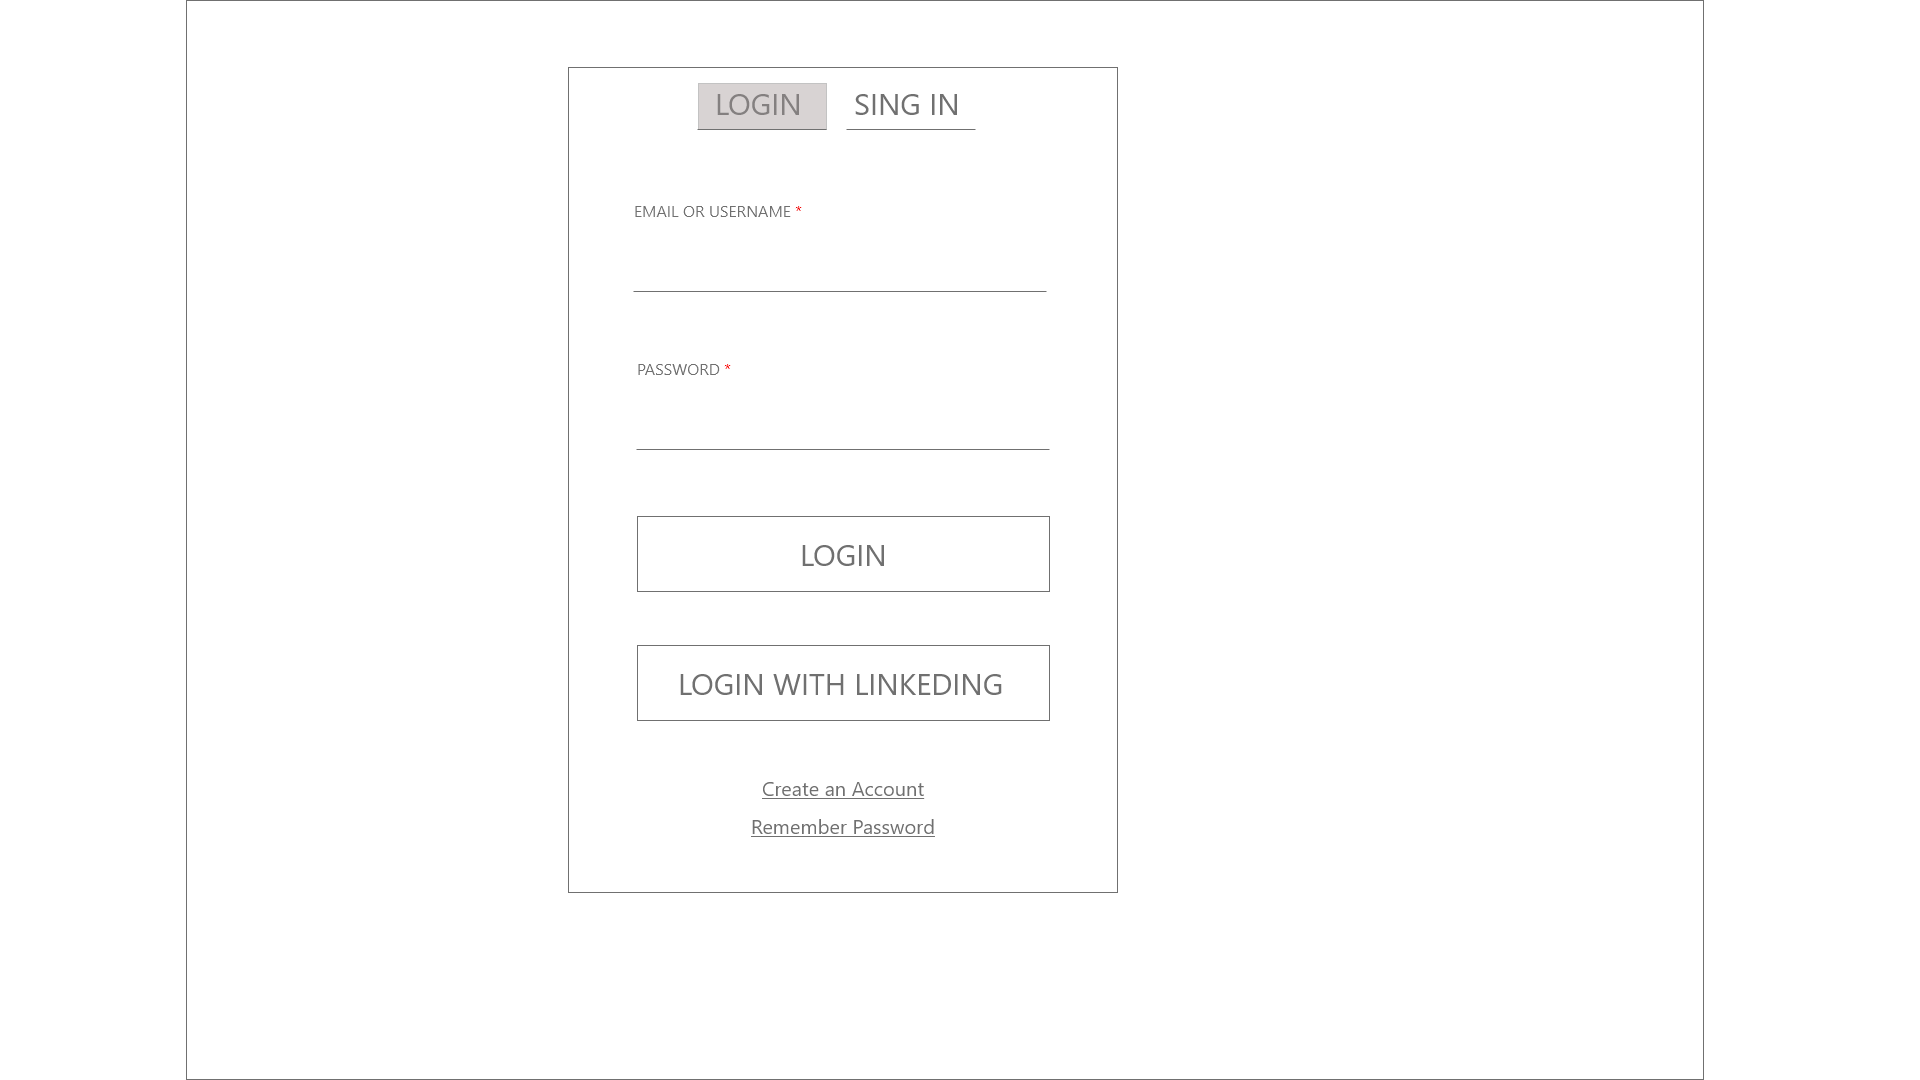 LOGIN SING IN
EMAIL OR USERNAME *
PASSWORD *
LOGIN
LOGIN WITH LINKEDING
Create an Account
Remember Password